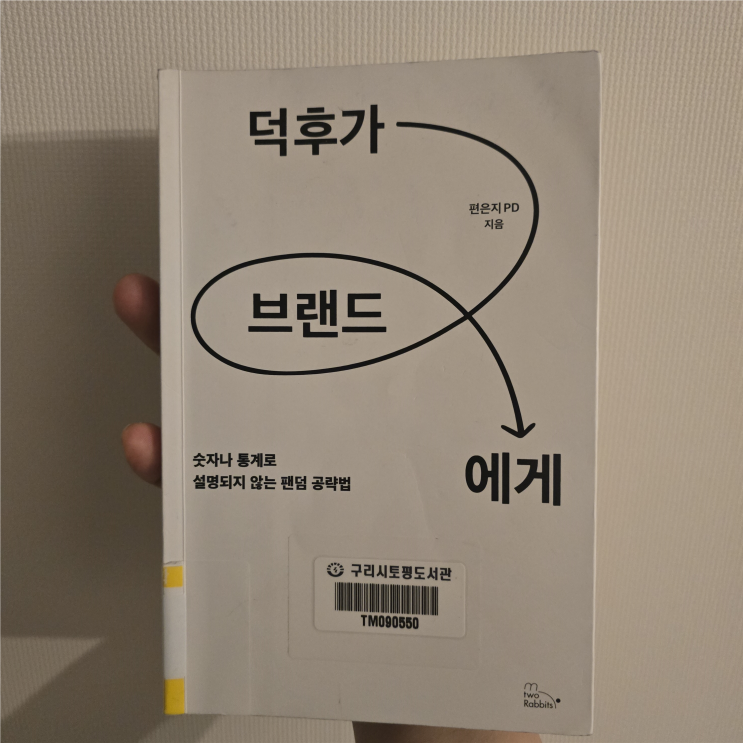 덕후가
편은지 PD
지음
브랜드
에게
숫자나 통계로
설명되지 않는 팬덤 공략법
구리시토평도서관
TM090550
two
Rabbits